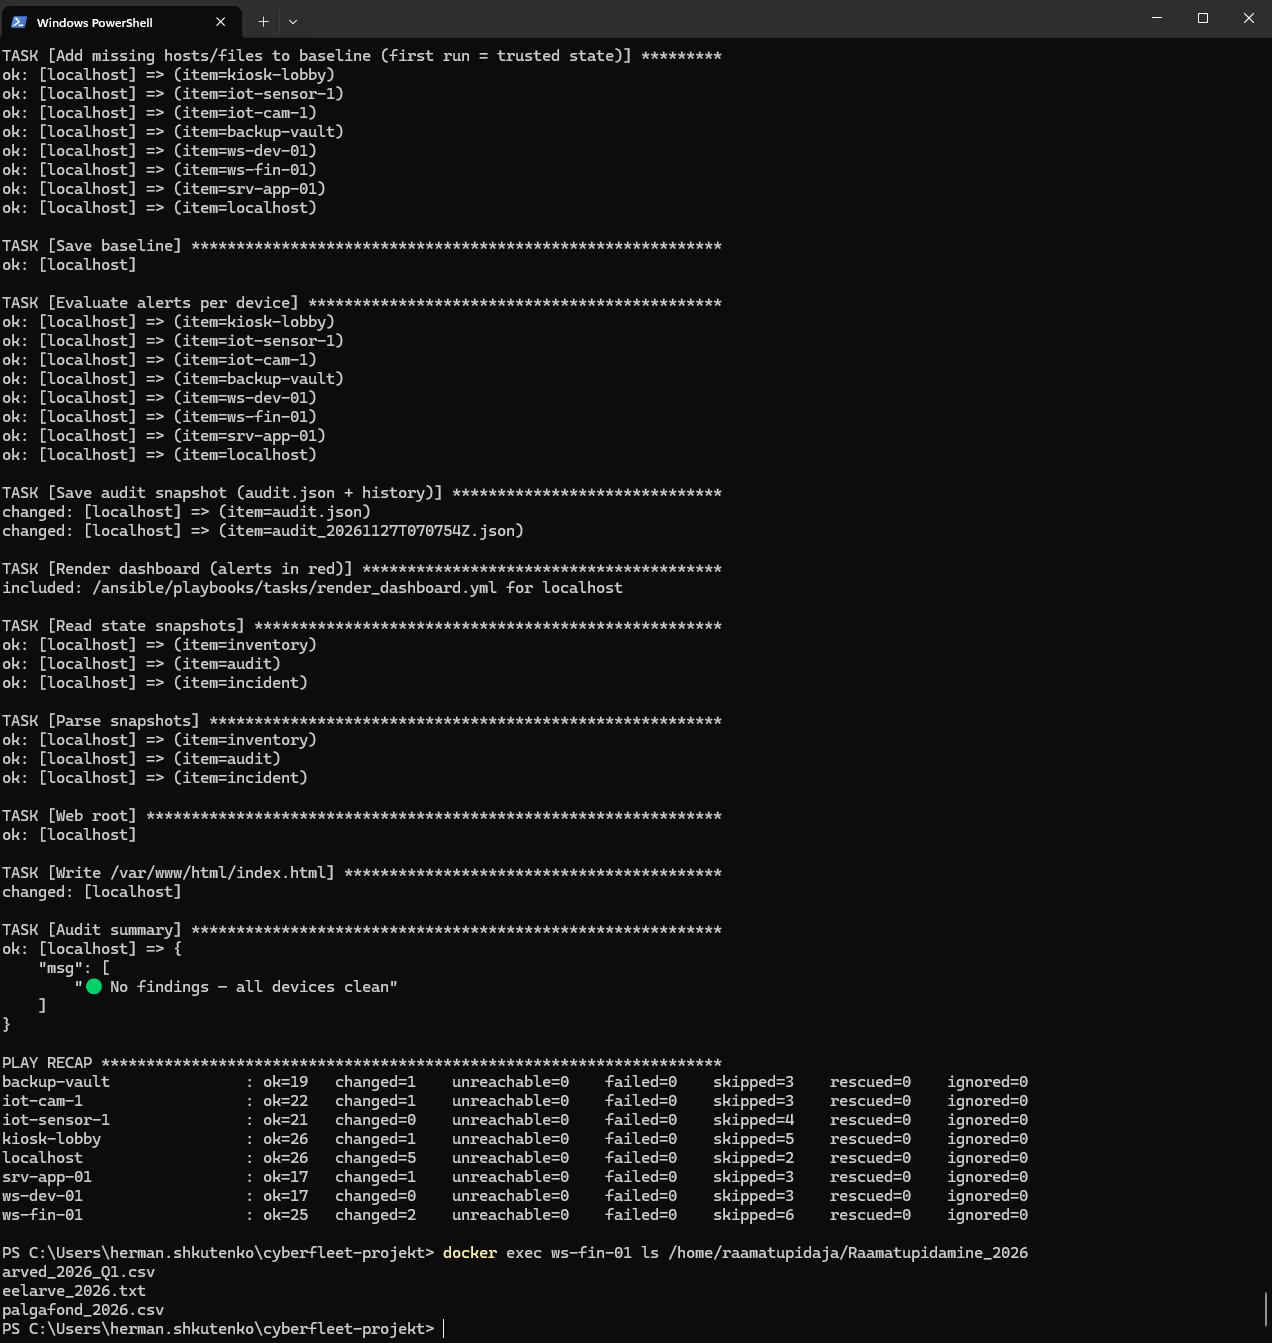 Windows PowerShell
TASK [Add missing hosts/files to baseline (first run = trusted state)] *********
ok: [localhost] => (item=kiosk-lobby)
ok: [localhost] => (item=iot-sensor-1)
ok: [localhost] => (item=iot-cam-1)
ok: [localhost] => (item=backup-vault)
ok: [localhost] => (item=ws-dev-01)
ok: [localhost] => (item=ws-fin-01)
ok: [localhost] => (item=srv-app-01)
ok: [localhost] => (item=localhost)
TASK [Save baseline] ***********************************************************
ok: [localhost]
TASK [Evaluate alerts per device] **********************************************
ok: [localhost] => (item=kiosk-lobby)
ok: [localhost] => (item=iot-sensor-1)
ok: [localhost] => (item=iot-cam-1)
ok: [localhost] => (item=backup-vault)
ok: [localhost] => (item=ws-dev-01)
ok: [localhost] => (item=ws-fin-01)
ok: [localhost] => (item=srv-app-01)
ok: [localhost] => (item=localhost)
TASK [Save audit snapshot (audit.json + history)] ******************************
changed: [localhost] => (item=audit.json)
changed: [localhost] => (item=audit_20261127T070754Z.json)
TASK [Render dashboard (alerts in red)] ****************************************
included: /ansible/playbooks/tasks/render_dashboard.yml for localhost
TASK [Read state snapshots] ****************************************************
ok: [localhost] => (item=inventory)
ok: [localhost] => (item=audit)
ok: [localhost] => (item=incident)
TASK [Parse snapshots] *********************************************************
ok: [localhost] => (item=inventory)
ok: [localhost] => (item=audit)
ok: [localhost] => (item=incident)
TASK [Web root] ****************************************************************
ok: [localhost]
TASK [Write /var/www/html/index.html] ******************************************
changed: [localhost]
TASK [Audit summary] ***********************************************************
ok: [localhost] => {
    "msg": [
        "🟢 No findings — all devices clean"
    ]
}
PLAY RECAP *********************************************************************
backup-vault               : ok=19   changed=1    unreachable=0    failed=0    skipped=3    rescued=0    ignored=0
iot-cam-1                  : ok=22   changed=1    unreachable=0    failed=0    skipped=3    rescued=0    ignored=0
iot-sensor-1               : ok=21   changed=0    unreachable=0    failed=0    skipped=4    rescued=0    ignored=0
kiosk-lobby                : ok=26   changed=1    unreachable=0    failed=0    skipped=5    rescued=0    ignored=0
localhost                  : ok=26   changed=5    unreachable=0    failed=0    skipped=2    rescued=0    ignored=0
srv-app-01                 : ok=17   changed=1    unreachable=0    failed=0    skipped=3    rescued=0    ignored=0
ws-dev-01                  : ok=17   changed=0    unreachable=0    failed=0    skipped=3    rescued=0    ignored=0
ws-fin-01                  : ok=25   changed=2    unreachable=0    failed=0    skipped=6    rescued=0    ignored=0
PS C:\Users\herman.shkutenko\cyberfleet-projekt> docker exec ws-fin-01 ls /home/raamatupidaja/Raamatupidamine_2026
arved_2026_Q1.csv
eelarve_2026.txt
palgafond_2026.csv
PS C:\Users\herman.shkutenko\cyberfleet-projekt>